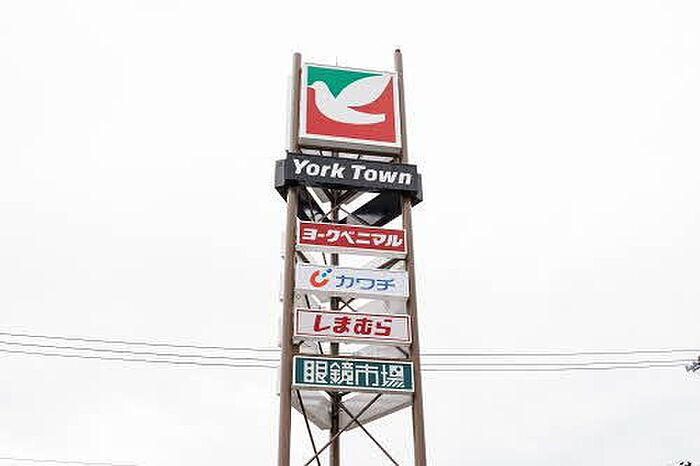 York Town
ヨークベニマル
カワチ
しまむら
眼鏡市場